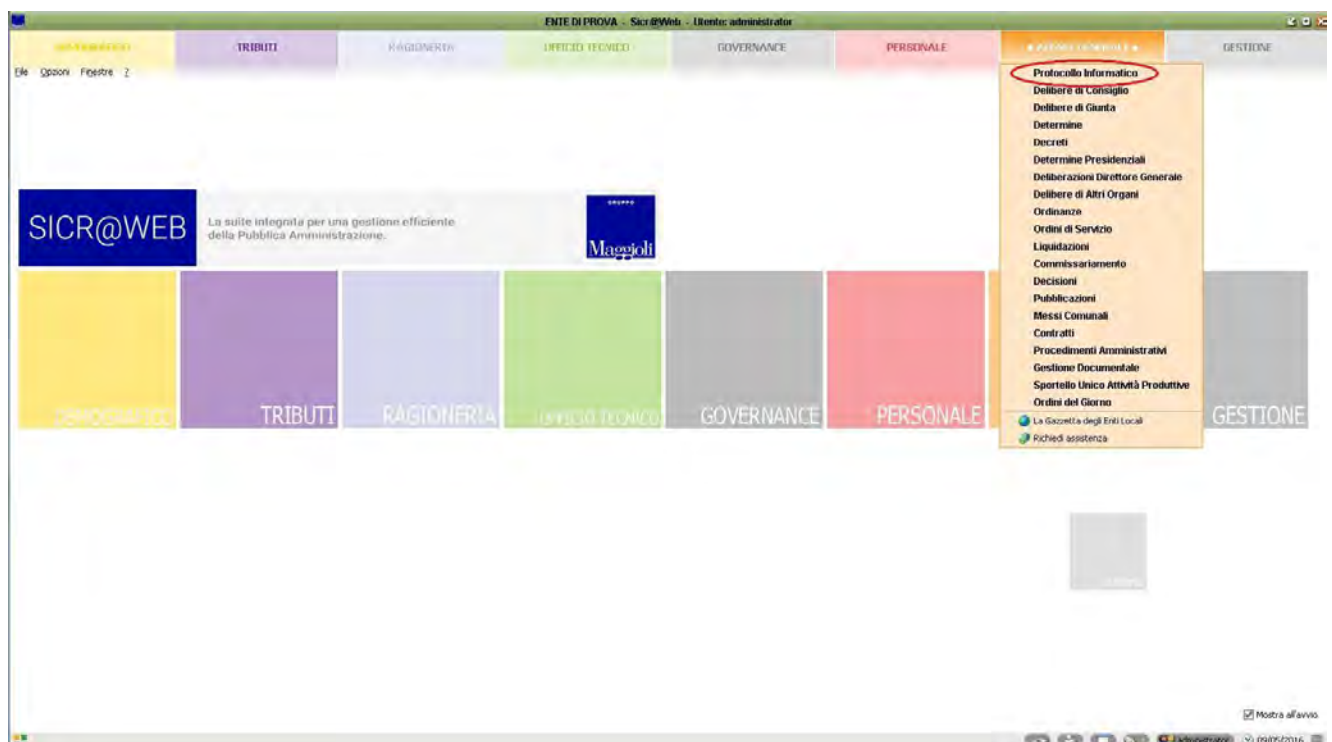 ENTE DI PROVA - Sicr@Web - Utente: administrator
TRIBUTI
RAGIONERIA
UFFICIO TECNICO
GOVERNANCE
PERSONALE
GESTIONE
File Opzioni Finestre ?
Protocollo Informatico
Delibere di Consiglio
Delibere di Giunta
Determine
Decreti
Determine Presidenziali
Deliberazioni Direttore Generale
Delibere di Altri Organi
Ordinanze
Ordini di Servizio
Liquidazioni
Commissariamento
Decisioni
Pubblicazioni
Messi Comunali
Contratti
Procedimenti Amministrativi
Gestione Documentale
Sportello Unico Attività Produttive
Ordini del Giorno
La Gazzetta degli Enti Locali
Richiedi assistenza
SICR@WEB
La suite integrata per una gestione efficiente
della Pubblica Amministrazione.
GRUPPO
Maggioli
TRIBUTI
RAGIONERIA
UFFICIO TECNICO
GOVERNANCE
PERSONALE
GESTIONE
Mostra all'avvio
administrator
09/05/2016